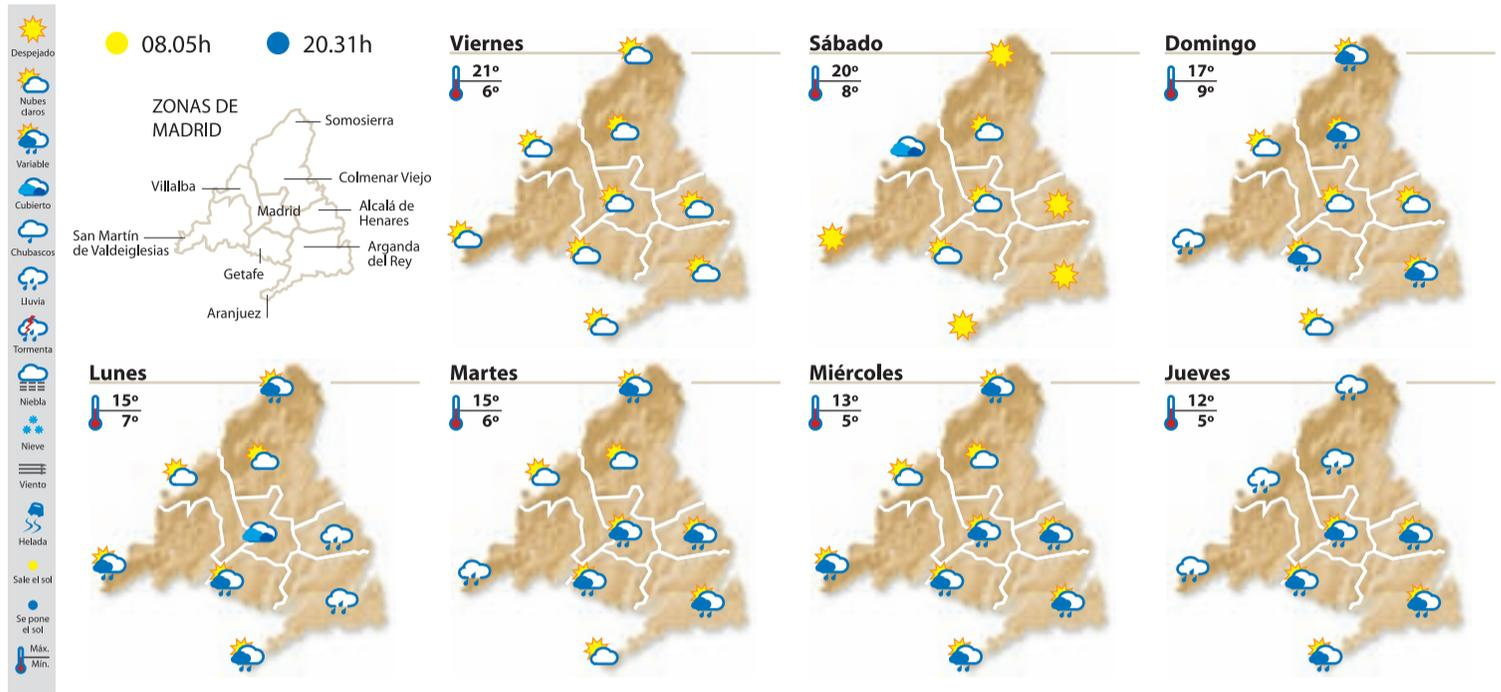 Despejado
Nubes
claros
Variable
Cubierto
Chubascos
Lluvia
Tormenta
Niebla
Nieve
Viento
Helada
Sale el sol
Se pone
el sol
Máx.
Mín.
08.05h
20.31h
ZONAS DE
MADRID
Somosierra
Colmenar Viejo
Villalba
Madrid
Alcalá de
Henares
San Martín
de Valdeiglesias
Arganda
del Rey
Getafe
Aranjuez
Viernes
21º
6º
Sábado
20º
8º
Domingo
17º
9º
Lunes
15º
7º
Martes
15º
6º
Miércoles
13º
5º
Jueves
12º
5º